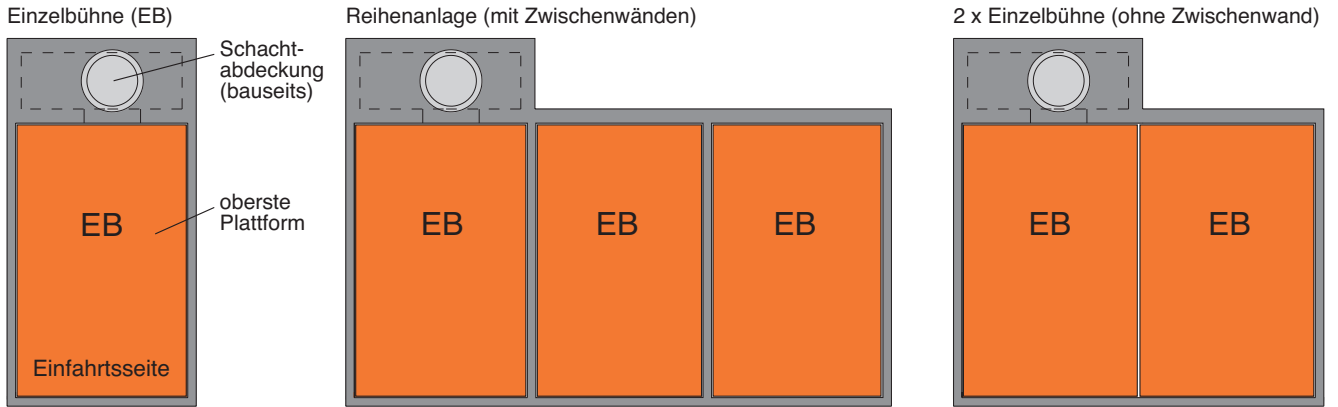 Einzelbühne (EB)
Schacht-
abdeckung
(bauseits)
EB
oberste
Plattform
Einfahrtsseite
Reihenanlage (mit Zwischenwänden)
EB
EB
EB
2 x Einzelbühne (ohne Zwischenwand)
EB
EB